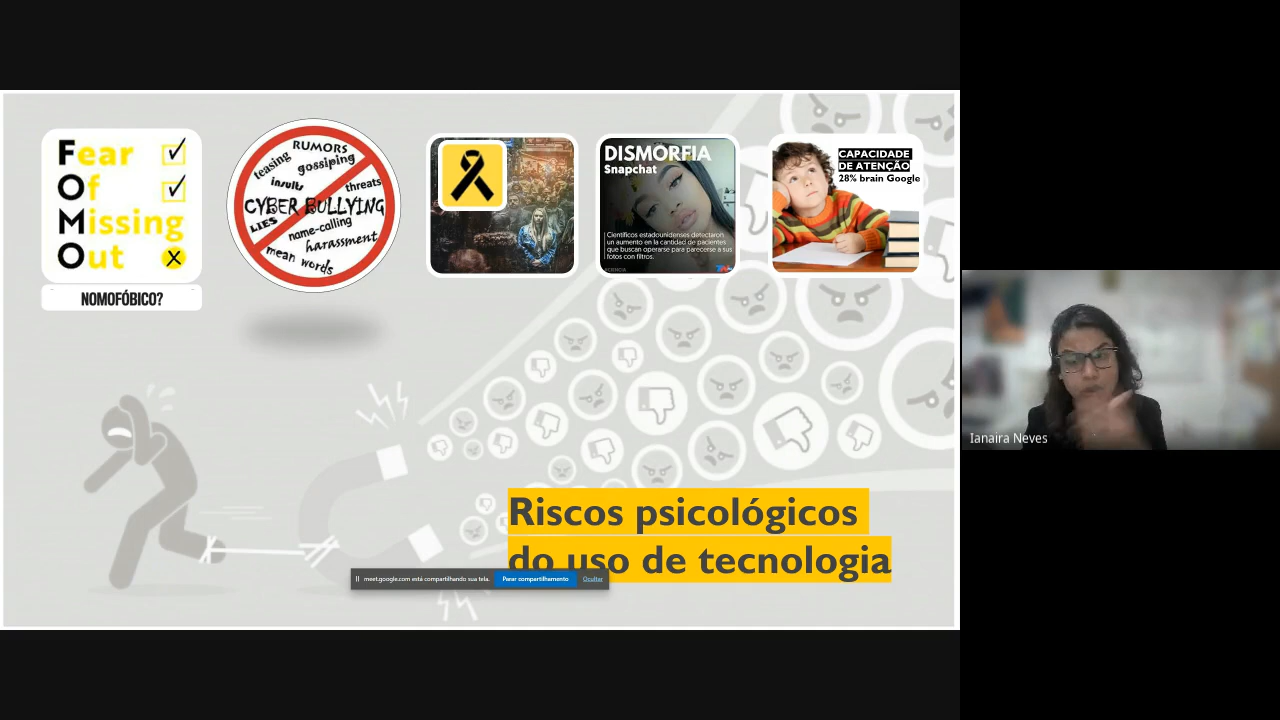 Fear
Of
Missing
Out
NOMOFÓBICO?
RUMORS
teasing
gossiping
insults
threats
CYBER BULLYING
LIES
name-calling
harassment
mean words
DISMORFIA
Snapchat
Científicos estadounidenses detectaron
un aumento en la cantidad de pacientes
que buscan operarse para parecerse a sus
fotos con filtros.
#CIENCIA
TN
CAPACIDADE
DE ATENÇÃO
28% brain Google
Riscos psicológicos
do uso de tecnologia
meet.google.com está compartilhando sua tela.
Parar compartilhamento
Ocultar
Ianaira Neves